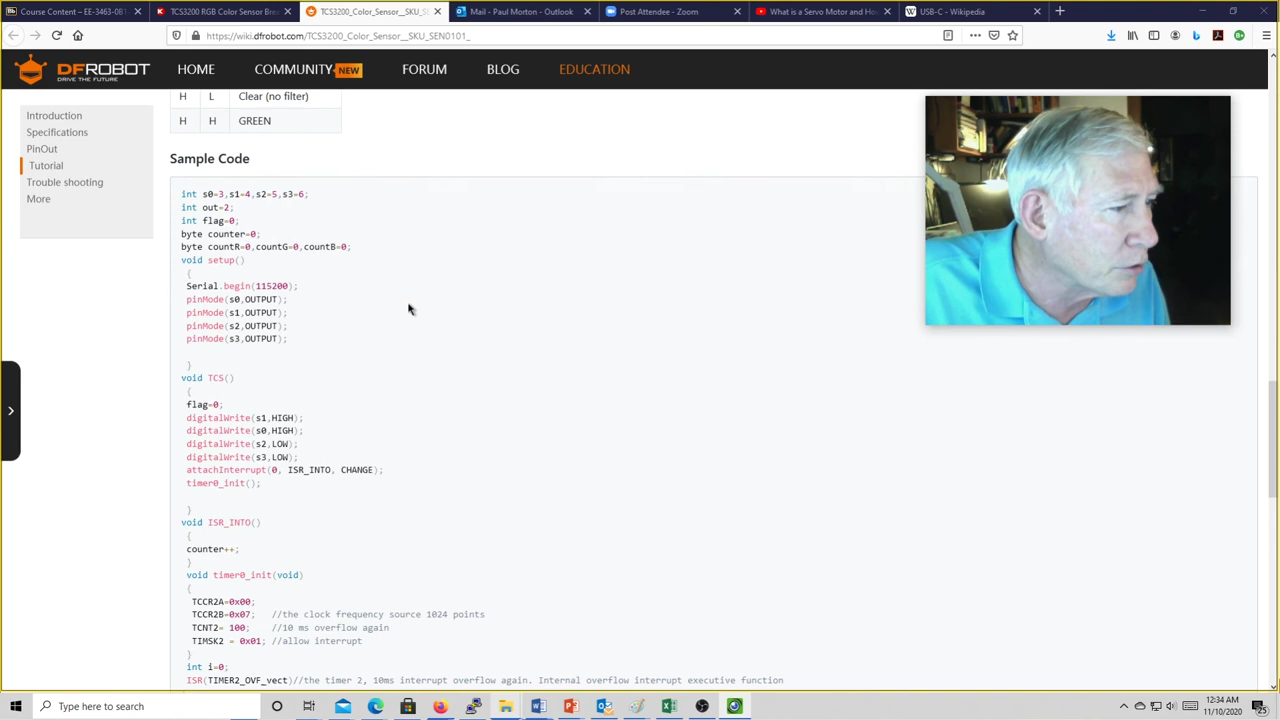 Course Content – EE-3463-0B1
TCS3200 RGB Color Sensor Brea
TCS3200_Color_Sensor__SKU_SE
Mail - Paul Morton - Outlook
Post Attendee - Zoom
What is a Servo Motor and How
USB-C - Wikipedia
https://wiki.dfrobot.com/TCS3200_Color_Sensor__SKU_SEN0101_
DFROBOT
DRIVE THE FUTURE
HOME
COMMUNITY NEW
FORUM
BLOG
EDUCATION
Introduction
Specifications
PinOut
Tutorial
Trouble shooting
More
H L Clear (no filter)
H H GREEN
Sample Code
int s0=3,s1=4,s2=5,s3=6;
int out=2;
int flag=0;
byte counter=0;
byte countR=0,countG=0,countB=0;
void setup()
{
Serial.begin(115200);
pinMode(s0,OUTPUT);
pinMode(s1,OUTPUT);
pinMode(s2,OUTPUT);
pinMode(s3,OUTPUT);
}
void TCS()
{
flag=0;
digitalWrite(s1,HIGH);
digitalWrite(s0,HIGH);
digitalWrite(s2,LOW);
digitalWrite(s3,LOW);
attachInterrupt(0, ISR_INTO, CHANGE);
timer0_init();
}
void ISR_INTO()
{
counter++;
}
void timer0_init(void)
{
TCCR2A=0x00;
TCCR2B=0x07; //the clock frequency source 1024 points
TCNT2= 100; //10 ms overflow again
TIMSK2 = 0x01; //allow interrupt
}
int i=0;
ISR(TIMER2_OVF_vect)//the timer 2, 10ms interrupt overflow again. Internal overflow interrupt executive function
Type here to search
12:34 AM
11/10/2020
25